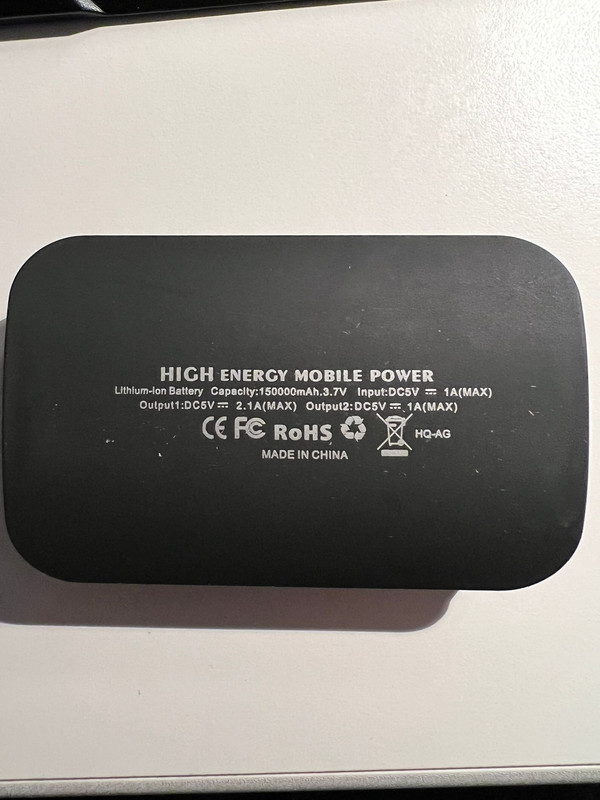 HIGH ENERGY MOBILE POWER
Lithium-Ion Battery Capacity:150000mAh.3.7V Input:DC5V ⎓ 1A(MAX)
Output1:DC5V ⎓ 2.1A(MAX) Output2:DC5V ⎓ 1A(MAX)
CE FC RoHS HQ-AG
MADE IN CHINA